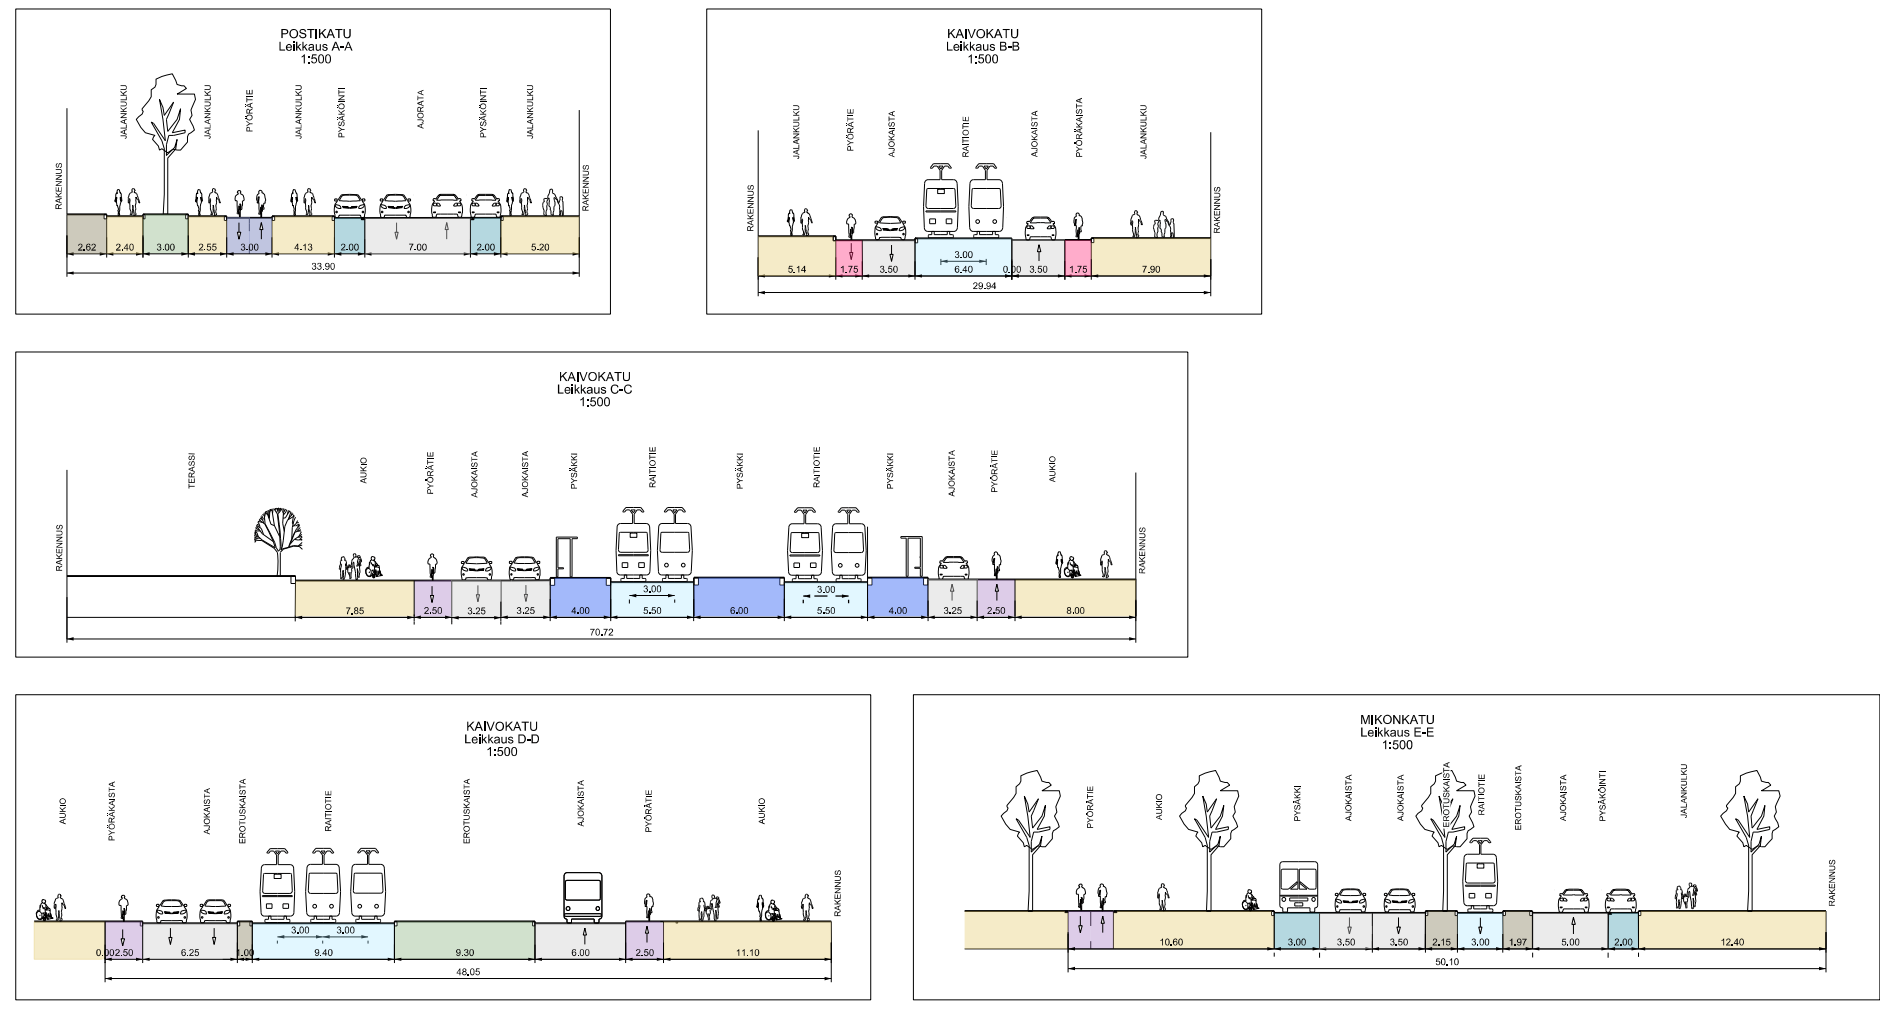 POSTIKATU
Leikkaus A-A
1:500
RAKENNUS
JALANKULKU
JALANKULKU
PYÖRÄTIE
JALANKULKU
PYSÄKÖINTI
AJORATA
PYSÄKÖINTI
JALANKULKU
RAKENNUS
2.62 2.40 3.00 2.55 3.00 4.13 2.00 7.00 2.00 5.20
33.90
KAIVOKATU
Leikkaus B-B
1:500
RAKENNUS
JALANKULKU
PYÖRÄTIE
AJOKAISTA
RAITIOTIE
AJOKAISTA
PYÖRÄKAISTA
JALANKULKU
RAKENNUS
3.00
5.14 1.75 3.50 6.40 0.00 3.50 1.75 7.90
29.94
KAIVOKATU
Leikkaus C-C
1:500
RAKENNUS
TERASSI
AUKIO
PYÖRÄTIE
AJOKAISTA
AJOKAISTA
PYSÄKKI
RAITIOTIE
PYSÄKKI
RAITIOTIE
PYSÄKKI
AJOKAISTA
PYÖRÄTIE
AUKIO
RAKENNUS
3.00 3.00
7.85 2.50 3.25 3.25 4.00 5.50 6.00 5.50 4.00 3.25 2.50 8.00
70.72
KAIVOKATU
Leikkaus D-D
1:500
AUKIO
PYÖRÄKAISTA
AJOKAISTA
EROTUSKAISTA
RAITIOTIE
EROTUSKAISTA
AJOKAISTA
PYÖRÄTIE
AUKIO
RAKENNUS
3.00 3.00
0.00 2.50 6.25 1.00 9.40 9.30 6.00 2.50 11.10
48.05
MIKONKATU
Leikkaus E-E
1:500
PYÖRÄTIE
AUKIO
PYSÄKKI
AJOKAISTA
AJOKAISTA
EROTUSKAISTA
RAITIOTIE
EROTUSKAISTA
AJOKAISTA
PYSÄKÖINTI
JALANKULKU
RAKENNUS
10.60 3.00 3.50 3.50 2.15 3.00 1.97 5.00 2.00 12.40
50.10